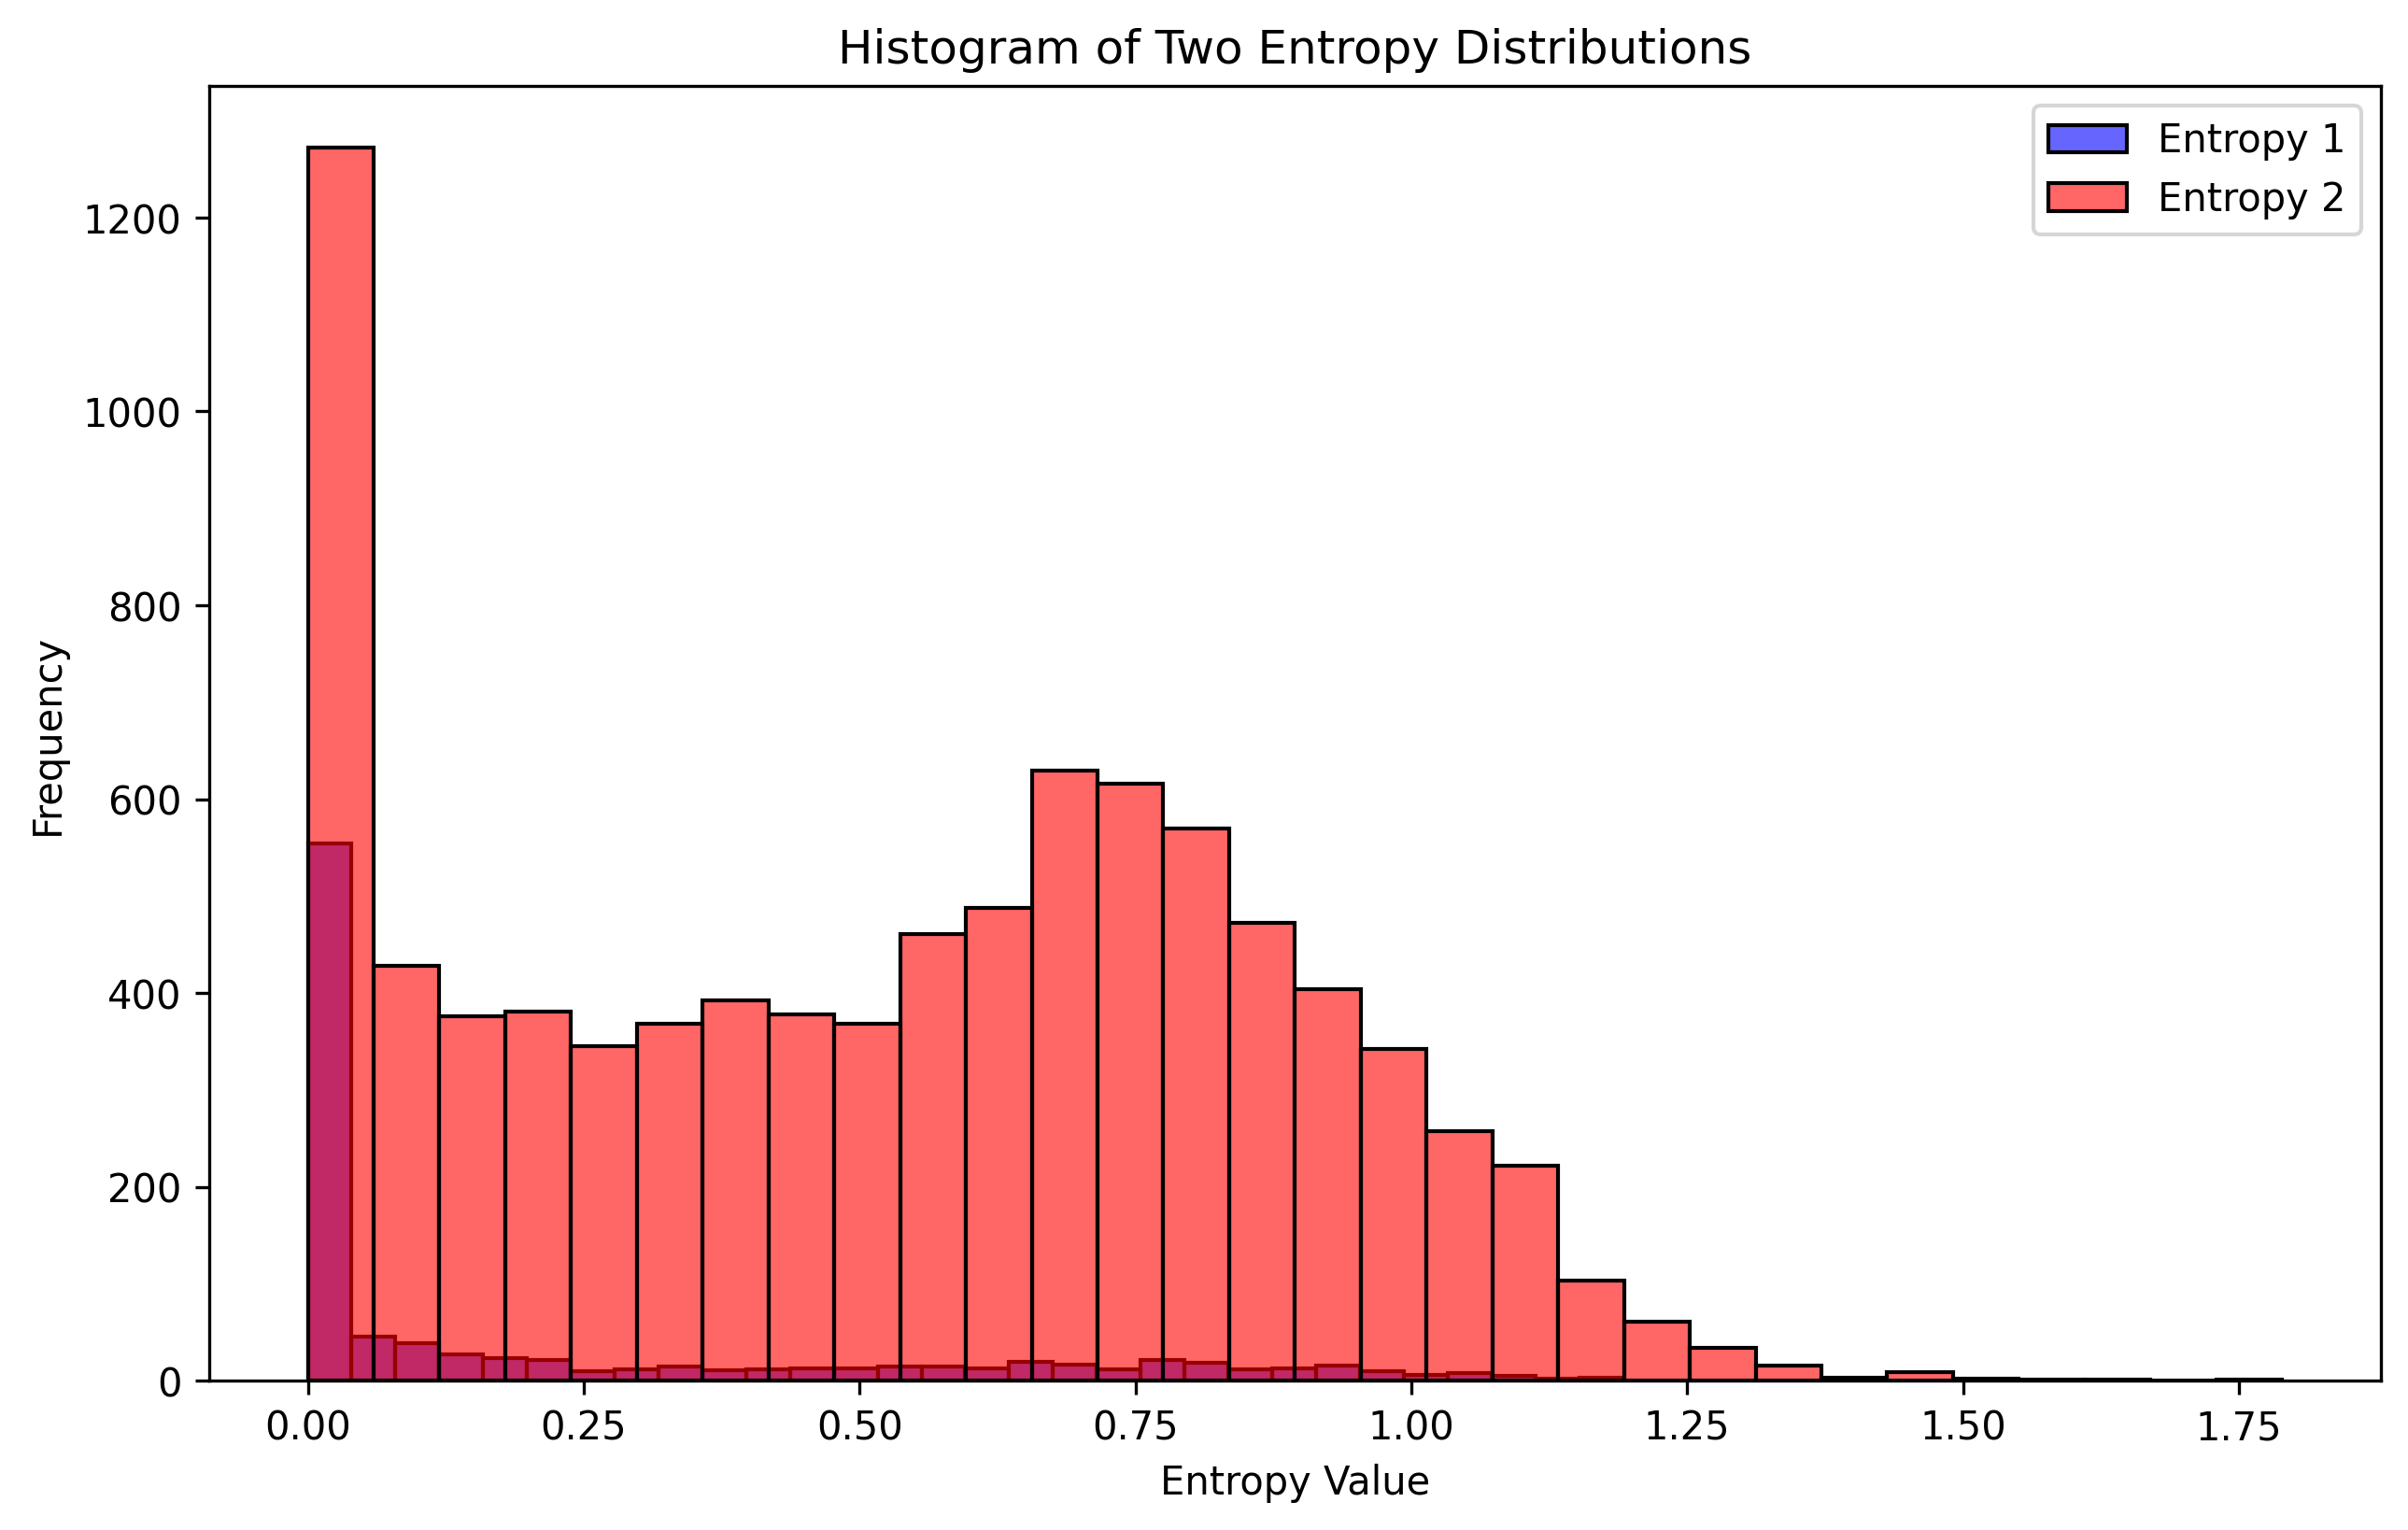 Histogram of Two Entropy Distributions
Entropy 1
Entropy 2
1200
1000
800
600
400
200
0
Frequency
0.00 0.25 0.50 0.75 1.00 1.25 1.50 1.75
Entropy Value